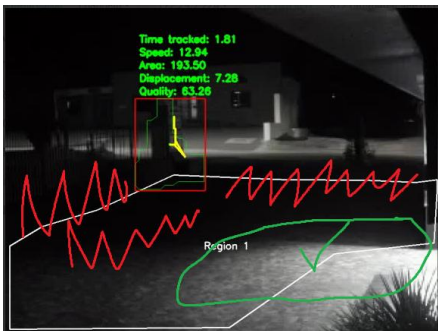 Time tracked: 1.81
Speed: 12.94
Area: 193.50
Displacement: 7.28
Quality: 63.26
Region 1